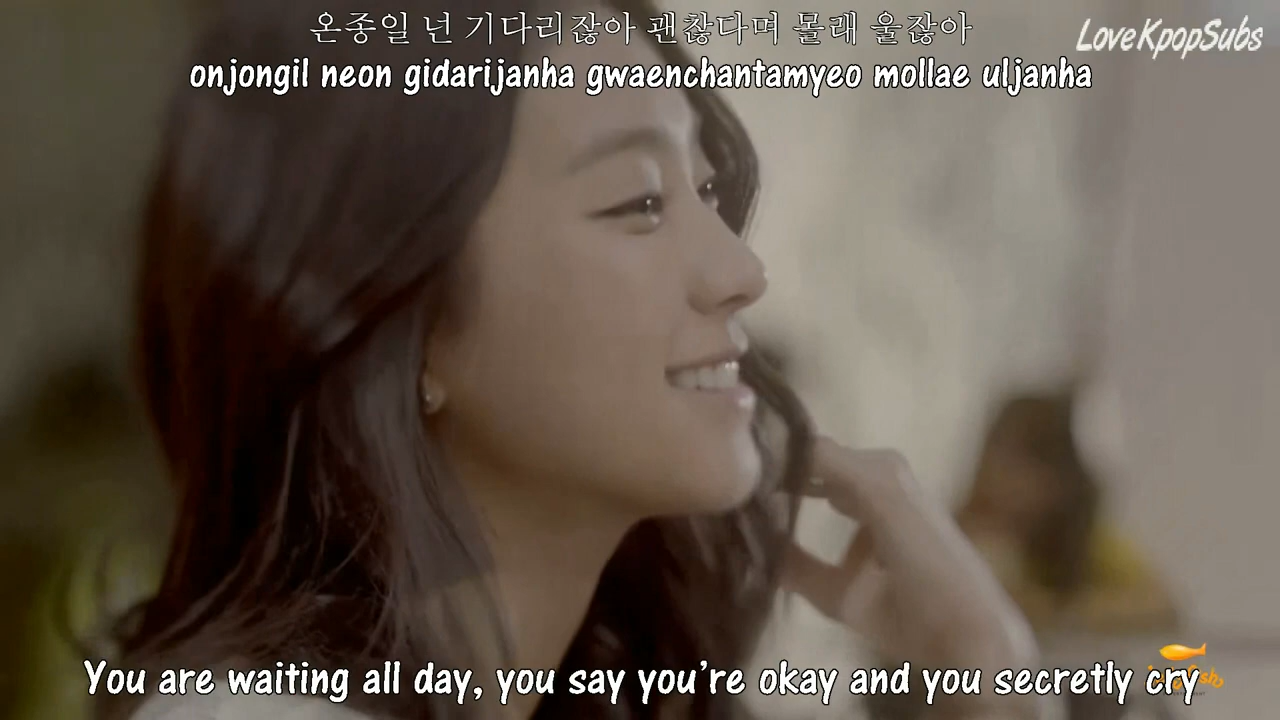 온종일 넌 기다리잖아 괜찮다며 몰래 울잖아
LoveKpopSubs
onjongil neon gidarijanha gwaenchantamyeo mollae uljanha
You are waiting all day, you say you're okay and you secretly cry